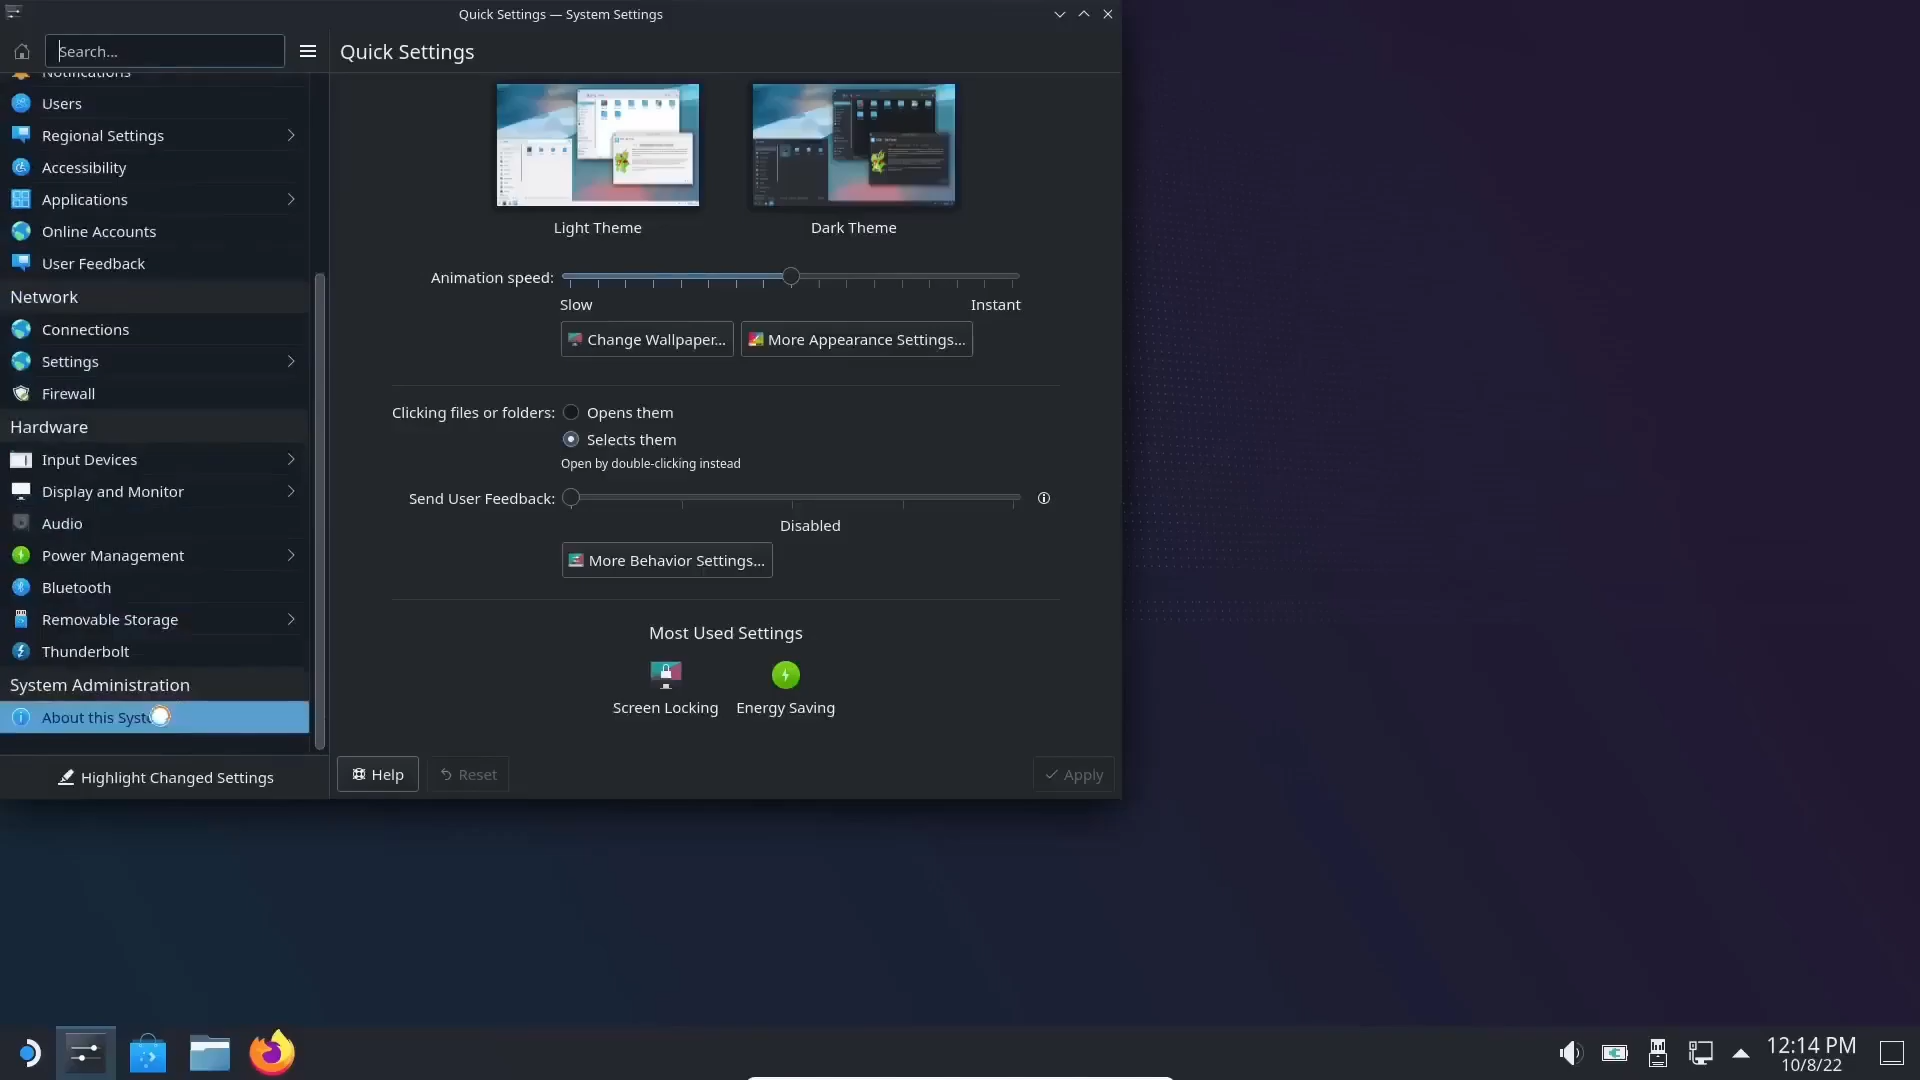 Quick Settings — System Settings
Search...
Quick Settings
Notifications
Users
Regional Settings
Accessibility
Applications
Online Accounts
User Feedback
Network
Connections
Settings
Firewall
Hardware
Input Devices
Display and Monitor
Audio
Power Management
Bluetooth
Removable Storage
Thunderbolt
System Administration
About this Syst
Highlight Changed Settings
Light Theme
Dark Theme
Animation speed:
Slow
Instant
Change Wallpaper...
More Appearance Settings...
Clicking files or folders:
Opens them
Selects them
Open by double-clicking instead
Send User Feedback:
Disabled
More Behavior Settings...
Most Used Settings
Screen Locking
Energy Saving
Help
Reset
Apply
12:14 PM
10/8/22